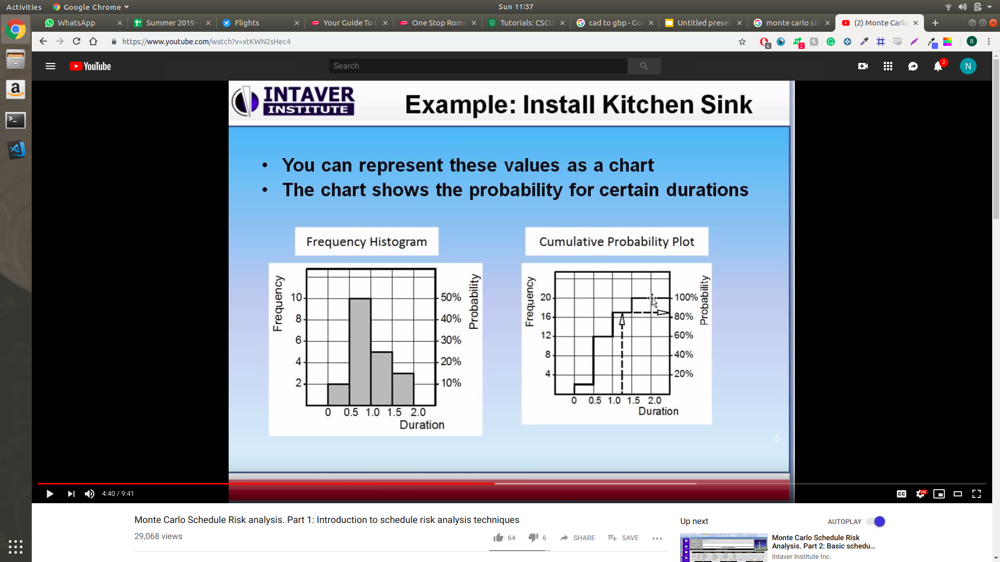 Activities
Google Chrome
Sun 11:37
WhatsApp
Summer 2019 -
Flights
Your Guide To
One Stop Rome
Tutorials: CSCU
cad to gbp - Goo
Untitled presen
monte carlo sim
(2) Monte Carlo
https://www.youtube.com/watch?v=xtKWN2sHec4
6
2
B
YouTube
Search
2
N
INTAVER
INSTITUTE
Example: Install Kitchen Sink
• You can represent these values as a chart
• The chart shows the probability for certain durations
Frequency Histogram
Frequency
10
8
6
4
2
50%
40%
30%
20%
10%
Probability
0 0.5 1.0 1.5 2.0
Duration
Cumulative Probability Plot
Frequency
20
16
12
8
4
100%
80%
60%
40%
20%
Probability
0 0.5 1.0 1.5 2.0
Duration
5
4:40 / 9:41
CC
HD
Monte Carlo Schedule Risk analysis. Part 1: Introduction to schedule risk analysis techniques
29,068 views
64
6
SHARE
SAVE
Up next
AUTOPLAY
Monte Carlo Schedule Risk
Analysis. Part 2: Basic schedu...
Intaver Institute Inc.